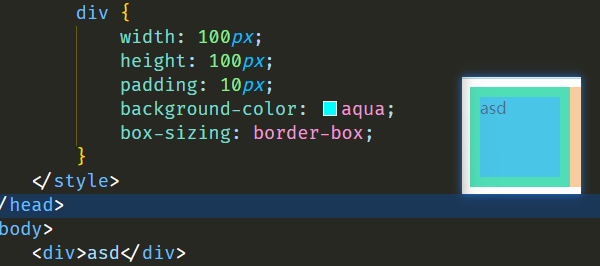 div {
width: 100px;
height: 100px;
padding: 10px;
background-color: aqua;
box-sizing: border-box;
}
</style>
/head>
body>
<div>asd</div>
asd